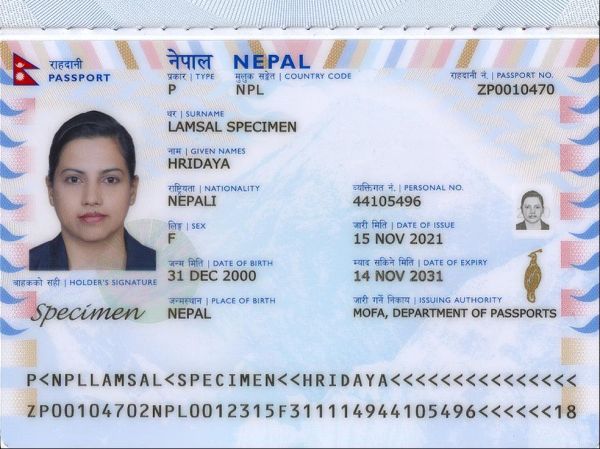 राहदानी
PASSPORT
नेपाल NEPAL
प्रकार | TYPE मुलुक सङ्केत | COUNTRY CODE राहदानी नं. | PASSPORT NO.
P NPL ZP0010470
थर | SURNAME
LAMSAL SPECIMEN
नाम | GIVEN NAMES
HRIDAYA
राष्ट्रियता | NATIONALITY व्यक्तिगत नं. | PERSONAL NO.
NEPALI 44105496
लिङ्ग | SEX जारी मिति | DATE OF ISSUE
F 15 NOV 2021
जन्म मिति | DATE OF BIRTH म्याद सकिने मिति | DATE OF EXPIRY
31 DEC 2000 14 NOV 2031
वाहकको सही | HOLDER'S SIGNATURE
जन्मस्थान | PLACE OF BIRTH जारी गर्ने निकाय | ISSUING AUTHORITY
Specimen NEPAL MOFA, DEPARTMENT OF PASSPORTS
P<NPLLAMSAL<SPECIMEN<<HRIDAYA<<<<<<<<<<<<<<<
ZP00104702NPL0012315F3111114944105496<<<<<<18